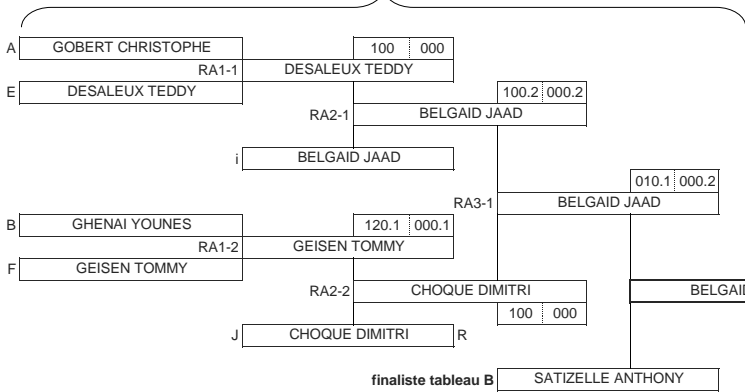 A GOBERT CHRISTOPHE 100 000
RA1-1 DESALEUX TEDDY
E DESALEUX TEDDY 100.2 000.2
RA2-1 BELGAID JAAD
i BELGAID JAAD
010.1 000.2
RA3-1 BELGAID JAAD
B GHENAI YOUNES 120.1 000.1
RA1-2 GEISEN TOMMY
F GEISEN TOMMY
RA2-2 CHOQUE DIMITRI BELGAID
100 000
J CHOQUE DIMITRI R
finaliste tableau B SATIZELLE ANTHONY